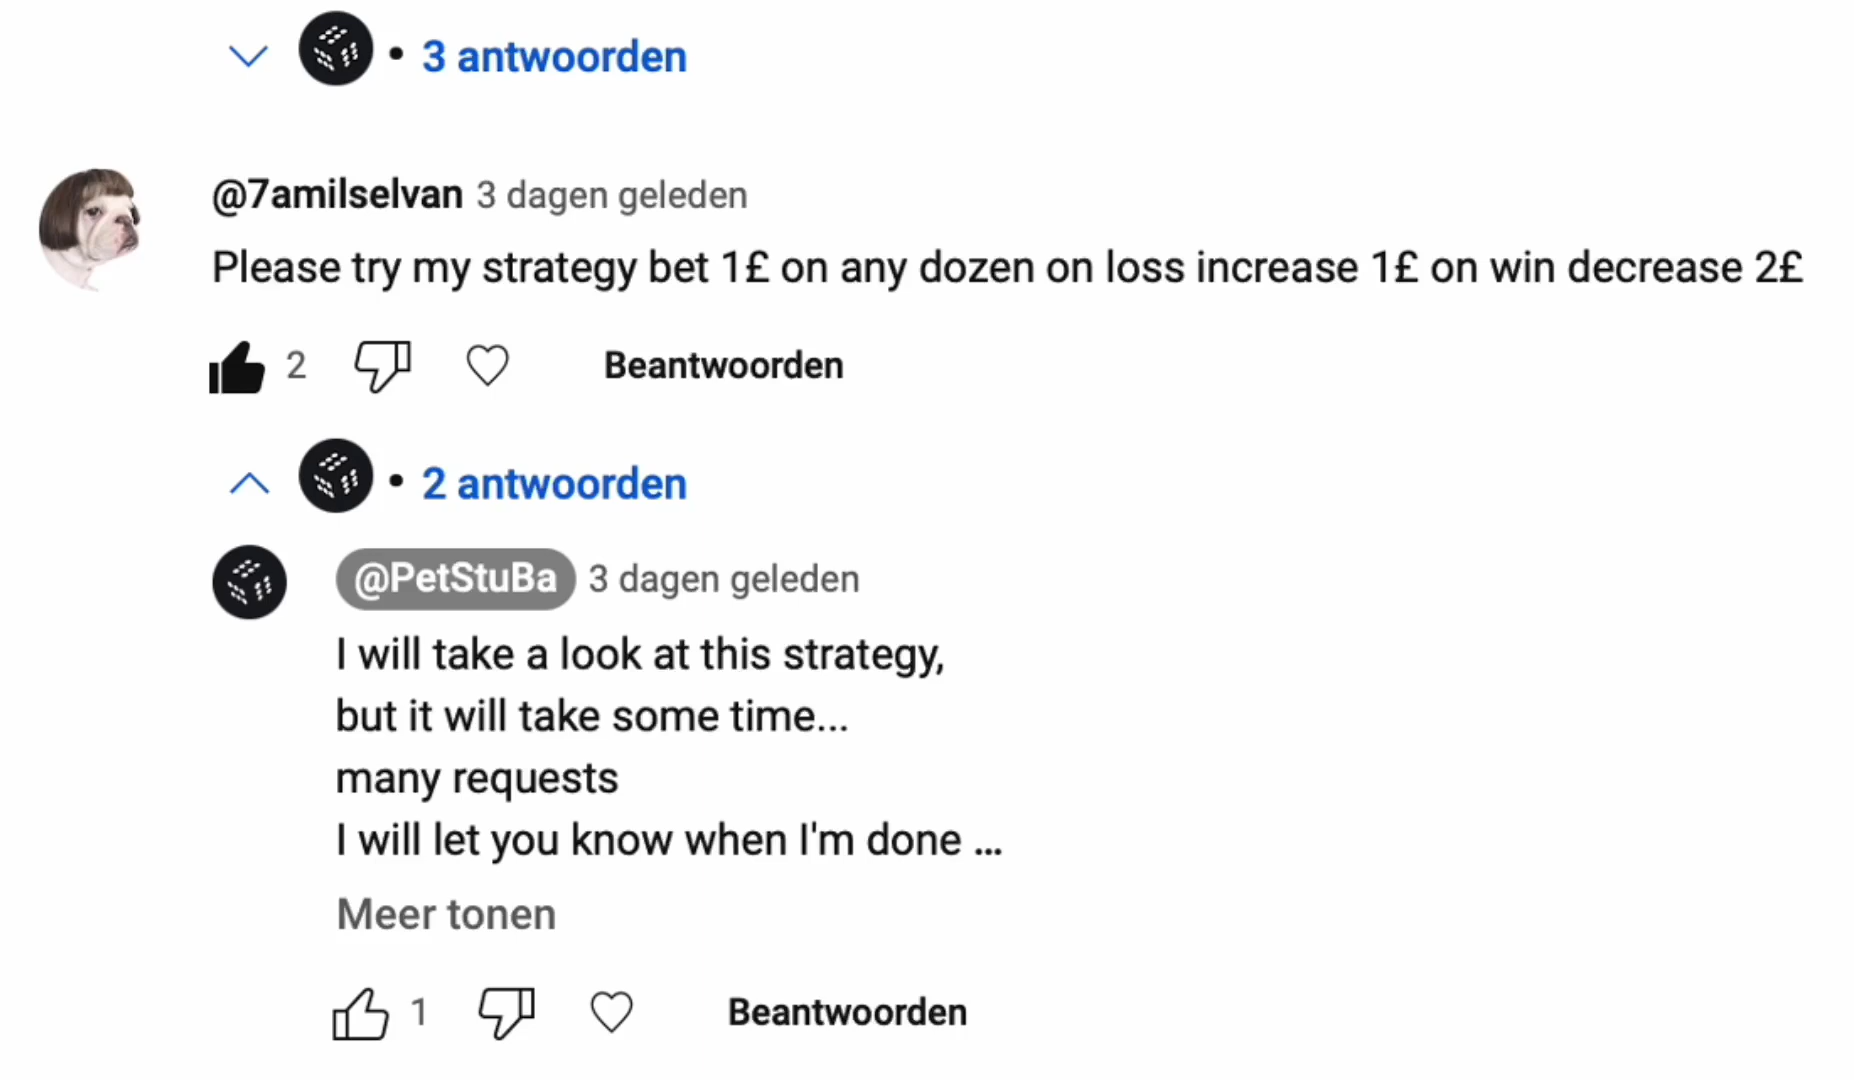 • 3 antwoorden
@7amilselvan 3 dagen geleden
Please try my strategy bet 1£ on any dozen on loss increase 1£ on win decrease 2£
2 Beantwoorden
• 2 antwoorden
@PetStuBa 3 dagen geleden
I will take a look at this strategy,
but it will take some time...
many requests
I will let you know when I'm done ...
Meer tonen
1 Beantwoorden